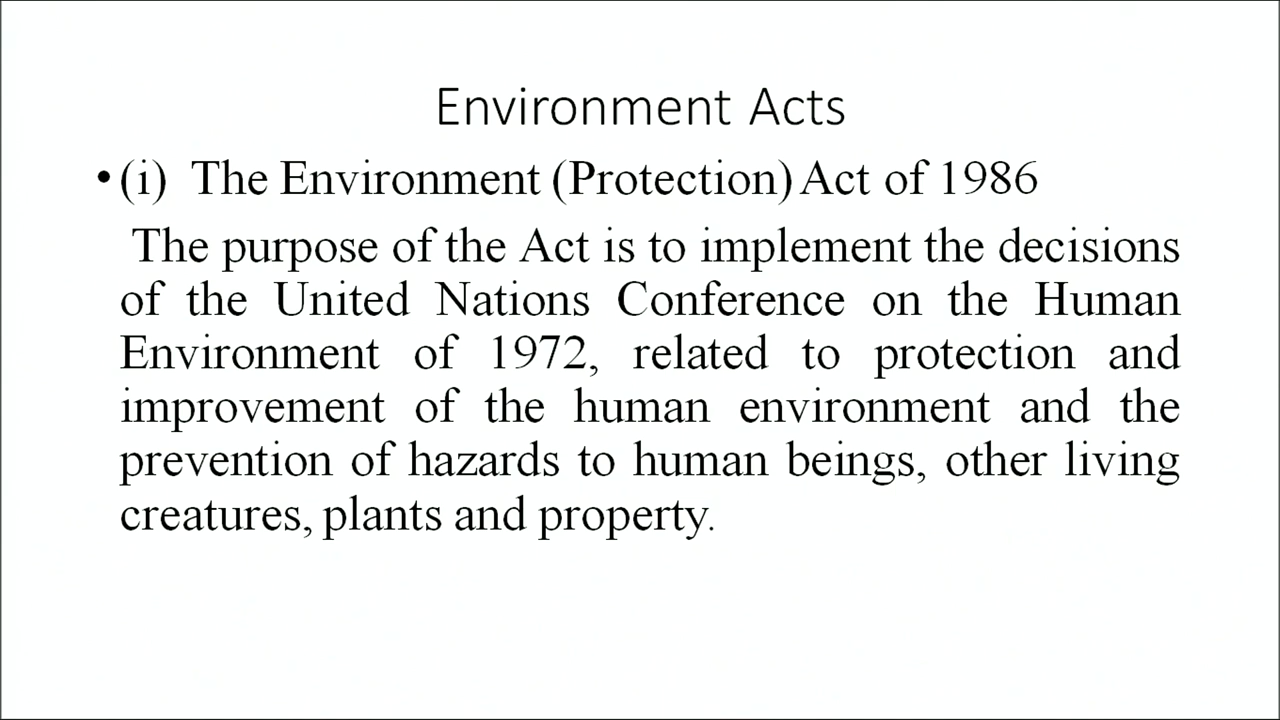 Environment Acts
• (i) The Environment (Protection) Act of 1986
The purpose of the Act is to implement the decisions
of the United Nations Conference on the Human
Environment of 1972, related to protection and
improvement of the human environment and the
prevention of hazards to human beings, other living
creatures, plants and property.